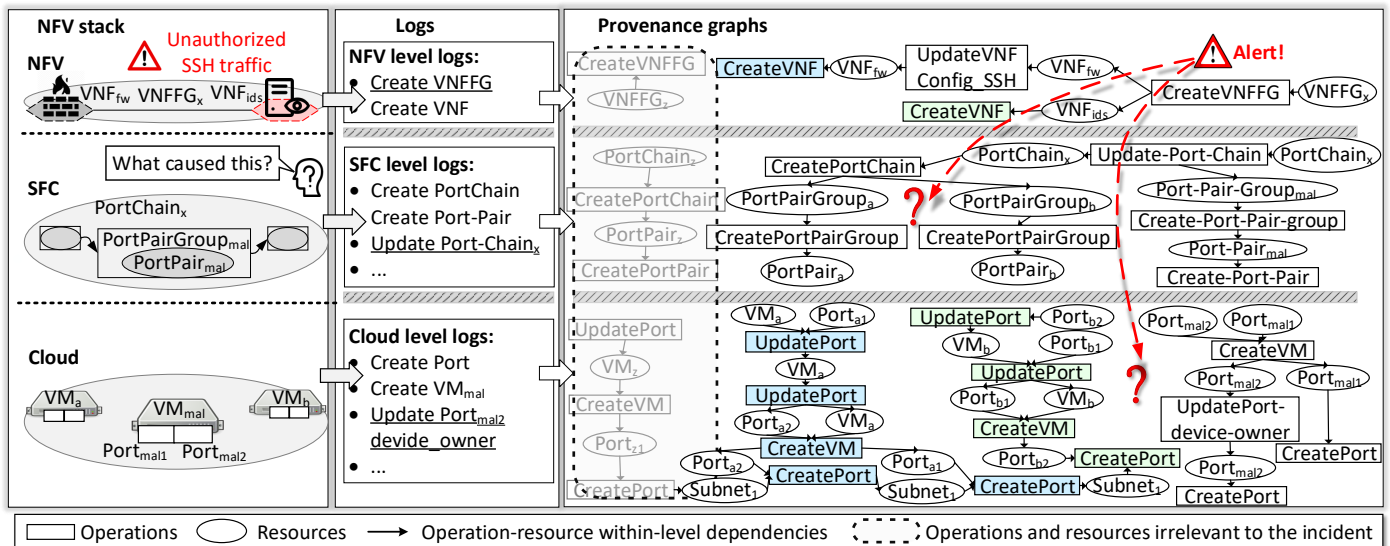 NFV stack
NFV
Unauthorized
SSH traffic
VNFfw VNFFGx VNFids
What caused this?
SFC
PortChainx
PortPairGroupmal
PortPairmal
Cloud
VMa
VMmal
VMb
Portmal1 Portmal2
Logs
NFV level logs:
• Create VNFFG
• Create VNF
SFC level logs:
• Create PortChain
• Create Port-Pair
• Update Port-Chainx
• ...
Cloud level logs:
• Create Port
• Create VMmal
• Update Portmal2
devide_owner
• ...
Provenance graphs
CreateVNFFG
VNFFGz
CreateVNF
VNFfw
UpdateVNF
Config_SSH
VNFfw
Alert!
CreateVNFFG
VNFFGx
CreateVNF
VNFids
PortChainz
CreatePortChain
PortPairz
CreatePortPair
CreatePortChain
PortChainx
Update-Port-Chain
PortChainx
PortPairGroupa
?
PortPairGroupb
Port-Pair-Groupmal
CreatePortPairGroup
CreatePortPairGroup
Create-Port-Pair-group
PortPaira
PortPairb
Port-Pairmal
Create-Port-Pair
UpdatePort
VMz
CreateVM
Portz1
CreatePort
VMa
Porta1
UpdatePort
VMa
UpdatePort
Porta2
VMa
CreateVM
Porta2
Porta1
CreatePort
Subnet1
Subnet1
CreatePort
UpdatePort
Portb2
VMb
Portb1
UpdatePort
Portb1
VMb
CreateVM
Portb2
CreatePort
Subnet1
?
Portmal2
Portmal1
CreateVM
Portmal2
Portmal1
UpdatePort-
device-owner
CreatePort
Portmal2
CreatePort
Operations
Resources
Operation-resource within-level dependencies
Operations and resources irrelevant to the incident